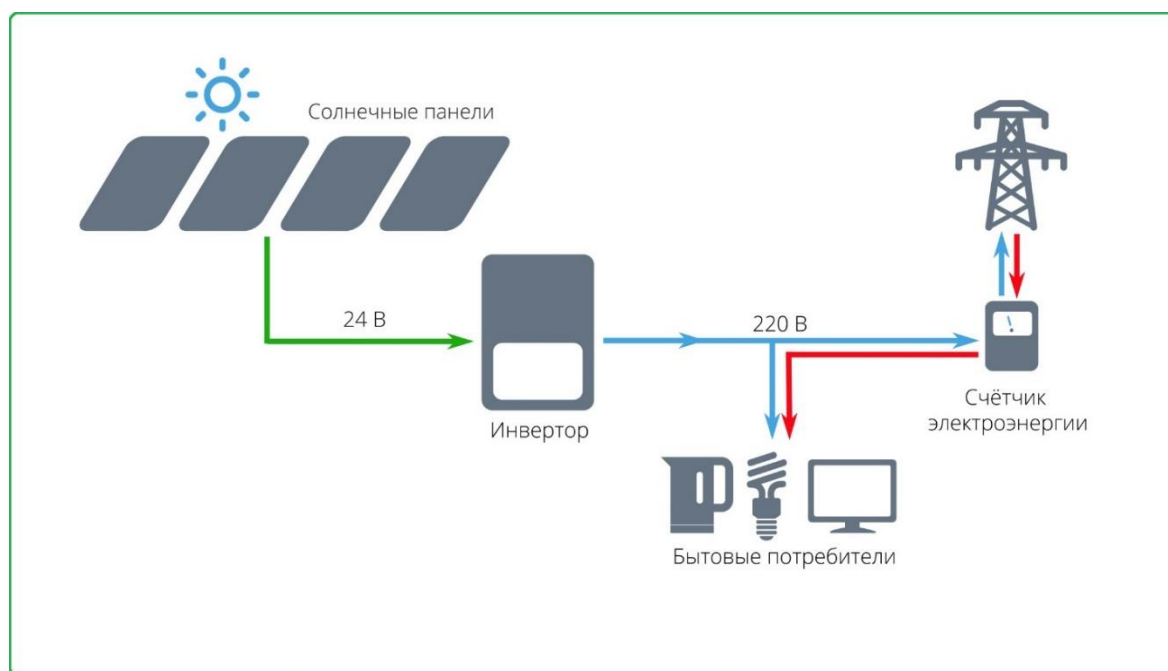 Солнечные панели
24 В
220 В
Инвертор
Счётчик
электроэнергии
Бытовые потребители